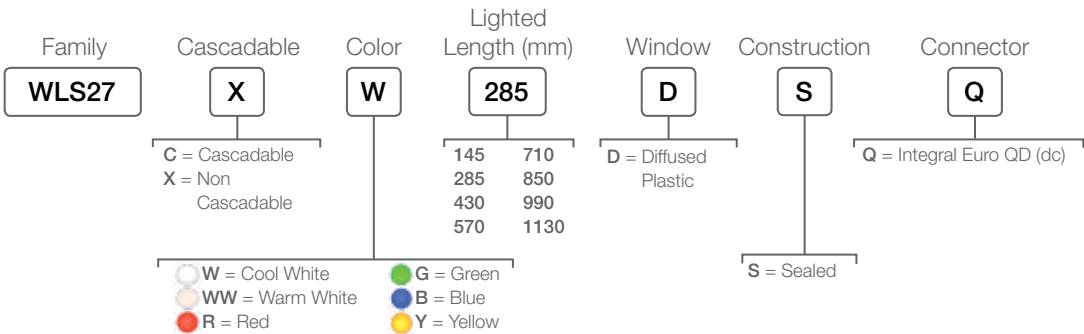 Family
Cascadable
Color
Lighted
Length (mm)
Window
Construction
Connector
WLS27
X
W
285
D
S
Q
C = Cascadable
X = Non
Cascadable
145 710
285 850
430 990
570 1130
D = Diffused
Plastic
Q = Integral Euro QD (dc)
W = Cool White
WW = Warm White
R = Red
G = Green
B = Blue
Y = Yellow
S = Sealed